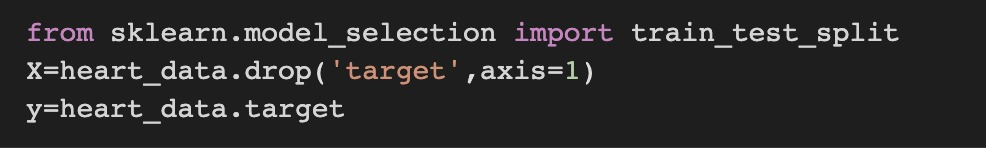 from sklearn.model_selection import train_test_split
X=heart_data.drop('target',axis=1)
y=heart_data.target